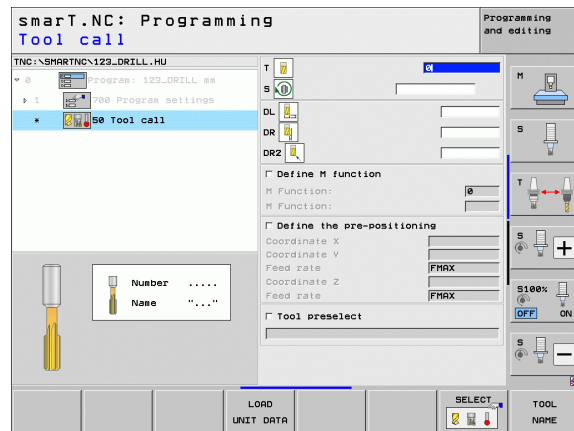 smarT.NC: Programming
Tool call
Programming
and editing
TNC:\SMARTNC\123_DRILL.HU
0 Program: 123_DRILL mm
1 700 Program settings
* 50 Tool call
T 0
S
DL
DR
DR2
Define M function
M Function: 0
M Function:
Define the pre-positioning
Coordinate X
Coordinate Y
Feed rate FMAX
Coordinate Z
Feed rate FMAX
Tool preselect
Number .....
Name "..."
M
S
T
S
+
S100%
OFF ON
S
-
LOAD
UNIT DATA
SELECT
TOOL
NAME